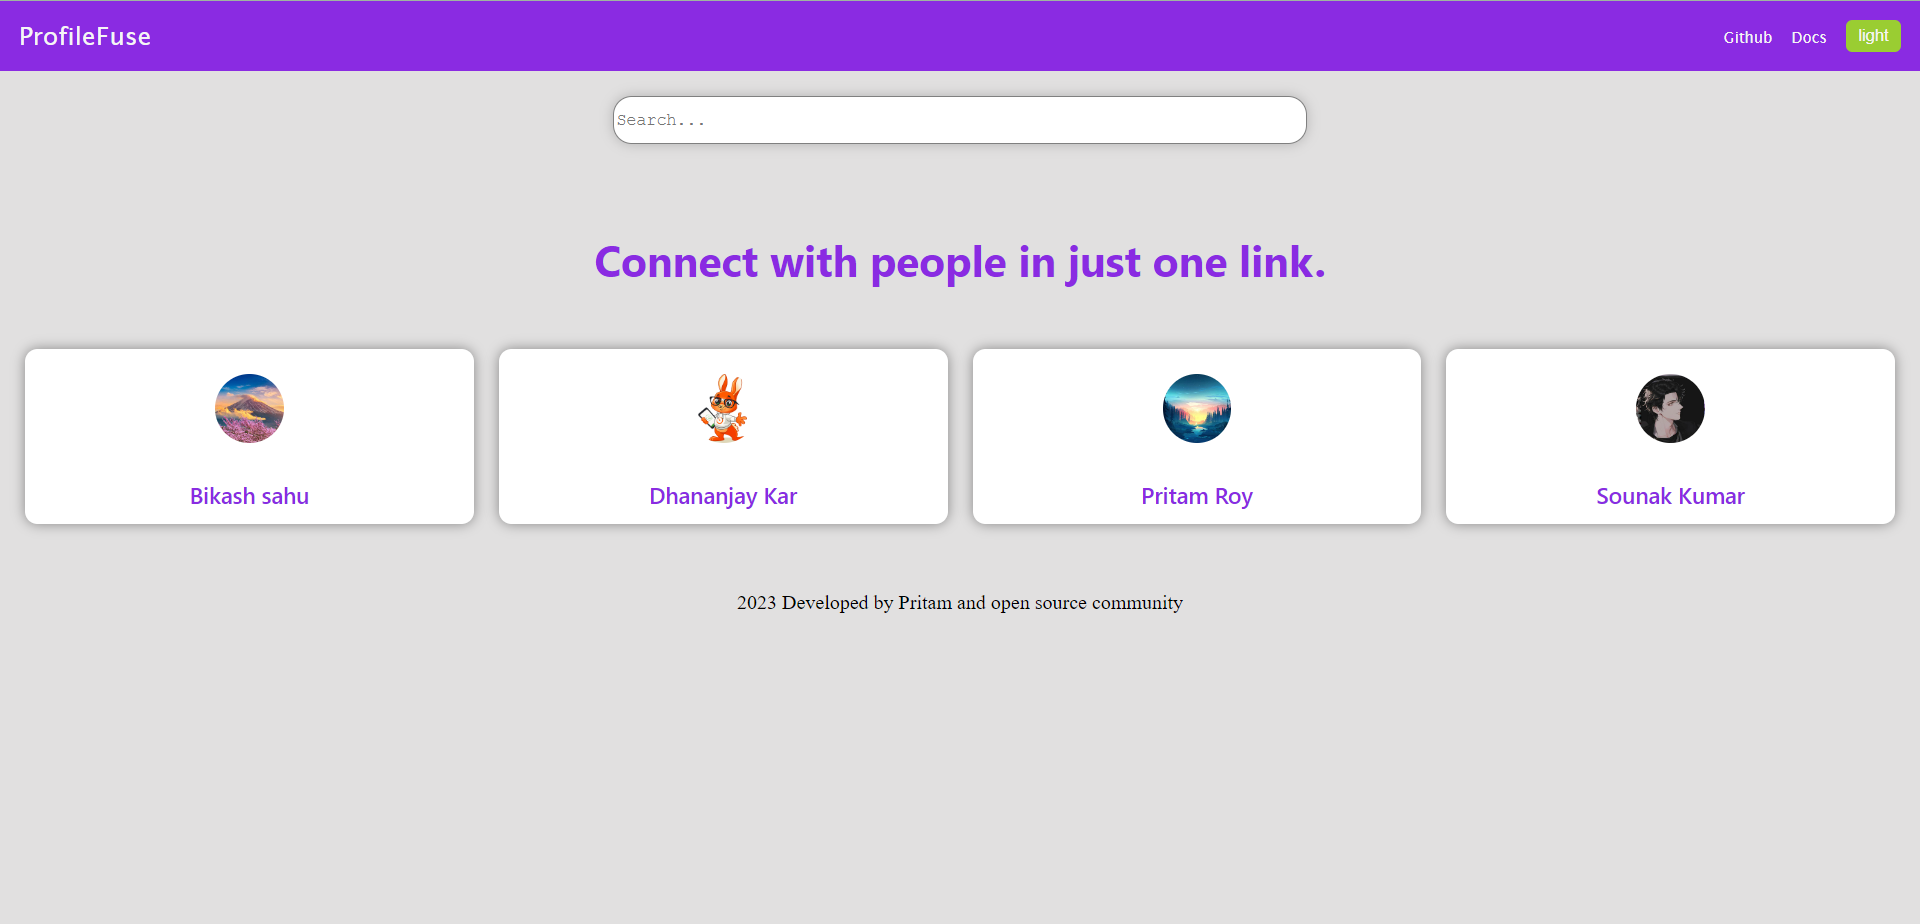 ProfileFuse
Github Docs light
Search...
Connect with people in just one link.
Bikash sahu
Dhananjay Kar
Pritam Roy
Sounak Kumar
2023 Developed by Pritam and open source community